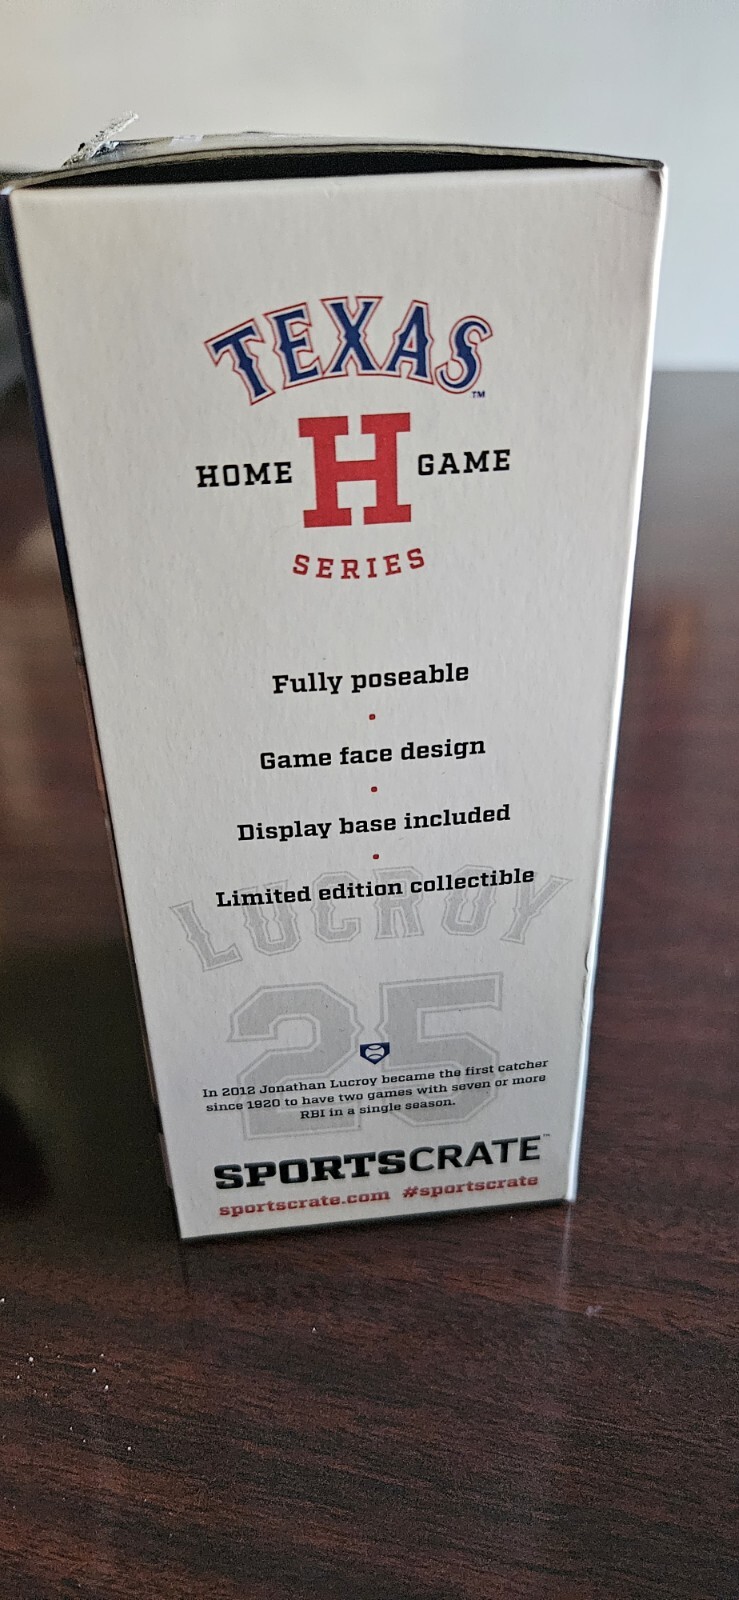 TEXAS™
HOME H GAME
SERIES
Fully poseable
Game face design
Display base included
Limited edition collectible
LUCROY
25
In 2012 Jonathan Lucroy became the first catcher
since 1920 to have two games with seven or more
RBI in a single season.
SPORTSCRATE™
sportscrate.com #sportscrate